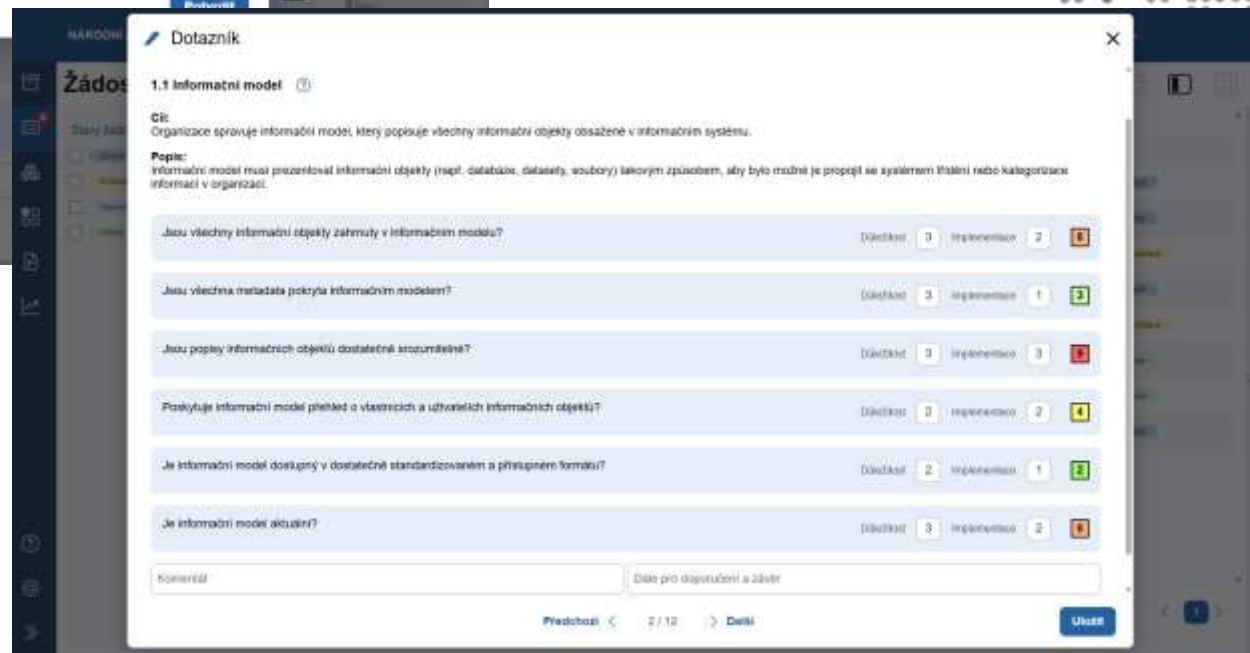 Potvrdit
NÁRODNÍ
Dotazník
Žádos
1.1 Informační model
Cíl:
Organizace spravuje informační model, který popisuje všechny informační objekty obsažené v informačním systému.
Popis:
Informační model musí prezentovat informační objekty (např. databáze, datasety, soubory) takovým způsobem, aby bylo možné je propojit se systémem třídění nebo kategorizace
informací v organizaci.
Jsou všechny informační objekty zahrnuty v informačním modelu?
Důležitost 3 Implementace 2 6
Jsou všechna metadata pokryta informačním modelem?
Důležitost 3 Implementace 1 3
Jsou popisy informačních objektů dostatečně srozumitelné?
Důležitost 3 Implementace 3 9
Poskytuje informační model přehled o vlastnících a uživatelích informačních objektů?
Důležitost 2 Implementace 2 4
Je informační model dostupný v dostatečně standardizovaném a přístupném formátu?
Důležitost 2 Implementace 1 2
Je informační model aktuální?
Důležitost 3 Implementace 2 6
Komentář
Dále pro doporučení a závěr
Předchozí 2 / 12 Další
Uložit
1